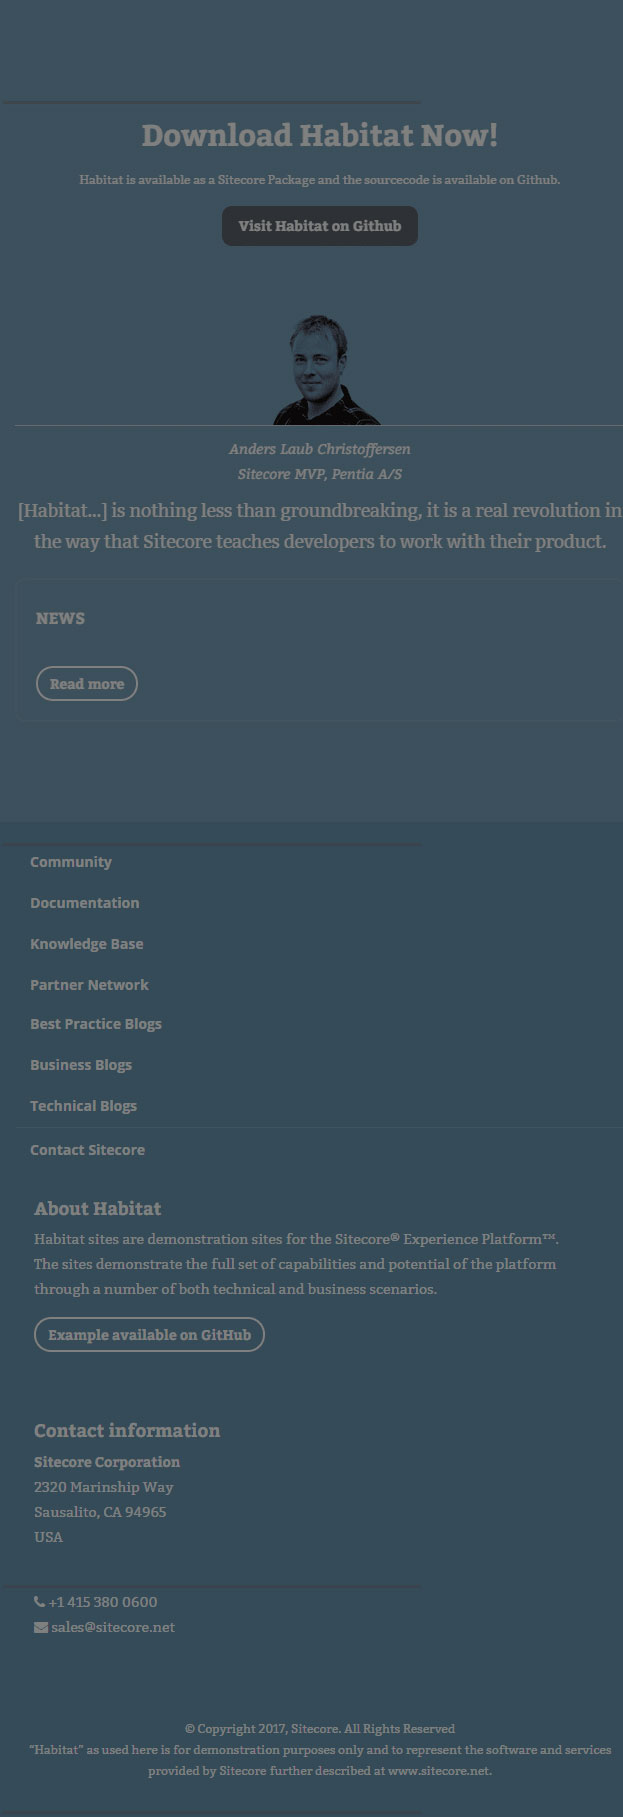 Download Habitat Now!
Habitat is available as a Sitecore Package and the sourcecode is available on Github.
Visit Habitat on Github
Anders Laub Christoffersen
Sitecore MVP, Pentia A/S
[Habitat...] is nothing less than groundbreaking, it is a real revolution in
the way that Sitecore teaches developers to work with their product.
NEWS
Read more
Community
Documentation
Knowledge Base
Partner Network
Best Practice Blogs
Business Blogs
Technical Blogs
Contact Sitecore
About Habitat
Habitat sites are demonstration sites for the Sitecore® Experience Platform™.
The sites demonstrate the full set of capabilities and potential of the platform
through a number of both technical and business scenarios.
Example available on GitHub
Contact information
Sitecore Corporation
2320 Marinship Way
Sausalito, CA 94965
USA
+1 415 380 0600
sales@sitecore.net
© Copyright 2017, Sitecore. All Rights Reserved
"Habitat" as used here is for demonstration purposes only and to represent the software and services
provided by Sitecore further described at www.sitecore.net.